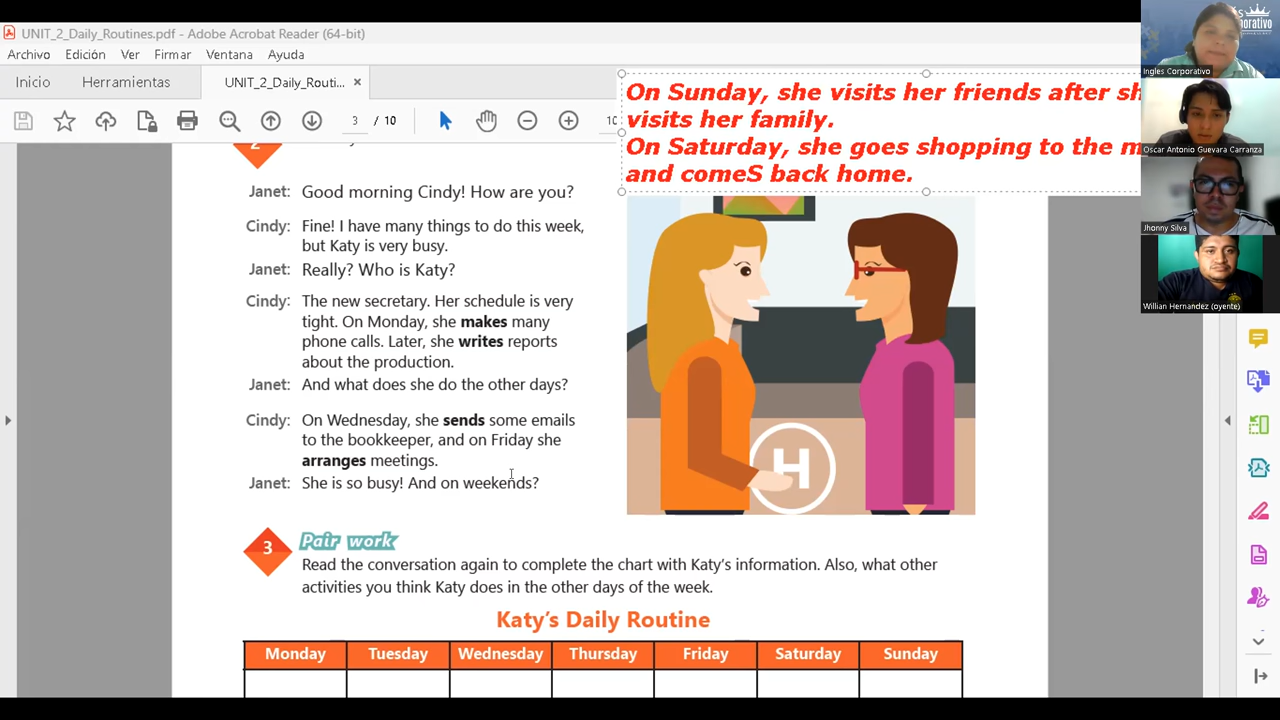 UNIT_2_Daily_Routines.pdf - Adobe Acrobat Reader (64-bit)
Archivo Edición Ver Firmar Ventana Ayuda
Inicio Herramientas UNIT_2_Daily_Routi... ×
3 / 10
On Sunday, she visits her friends after
visits her family.
On Saturday, she goes shopping to the
and comeS back home.
Janet: Good morning Cindy! How are you?
Cindy: Fine! I have many things to do this week,
but Katy is very busy.
Janet: Really? Who is Katy?
Cindy: The new secretary. Her schedule is very
tight. On Monday, she makes many
phone calls. Later, she writes reports
about the production.
Janet: And what does she do the other days?
Cindy: On Wednesday, she sends some emails
to the bookkeeper, and on Friday she
arranges meetings.
Janet: She is so busy! And on weekends?
H
3 Pair work
Read the conversation again to complete the chart with Katy's information. Also, what other
activities you think Katy does in the other days of the week.
Katy's Daily Routine
Monday Tuesday Wednesday Thursday Friday Saturday Sunday
Ingles Corporativo
Oscar Antonio Guevara Carranza
Jhonny Silva
Willian Hernandez (oyente)